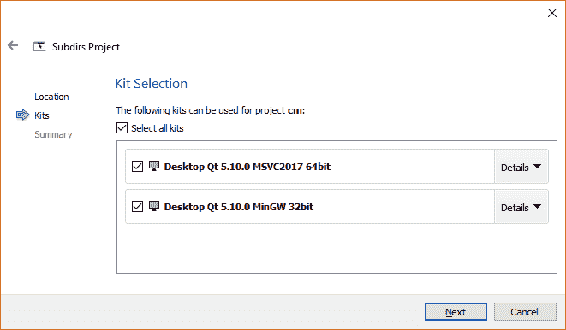 Subdirs Project
Location
Kits
Summary
Kit Selection
The following kits can be used for project cm:
Select all kits
Desktop Qt 5.10.0 MSVC2017 64bit
Details
Desktop Qt 5.10.0 MinGW 32bit
Details
Next
Cancel